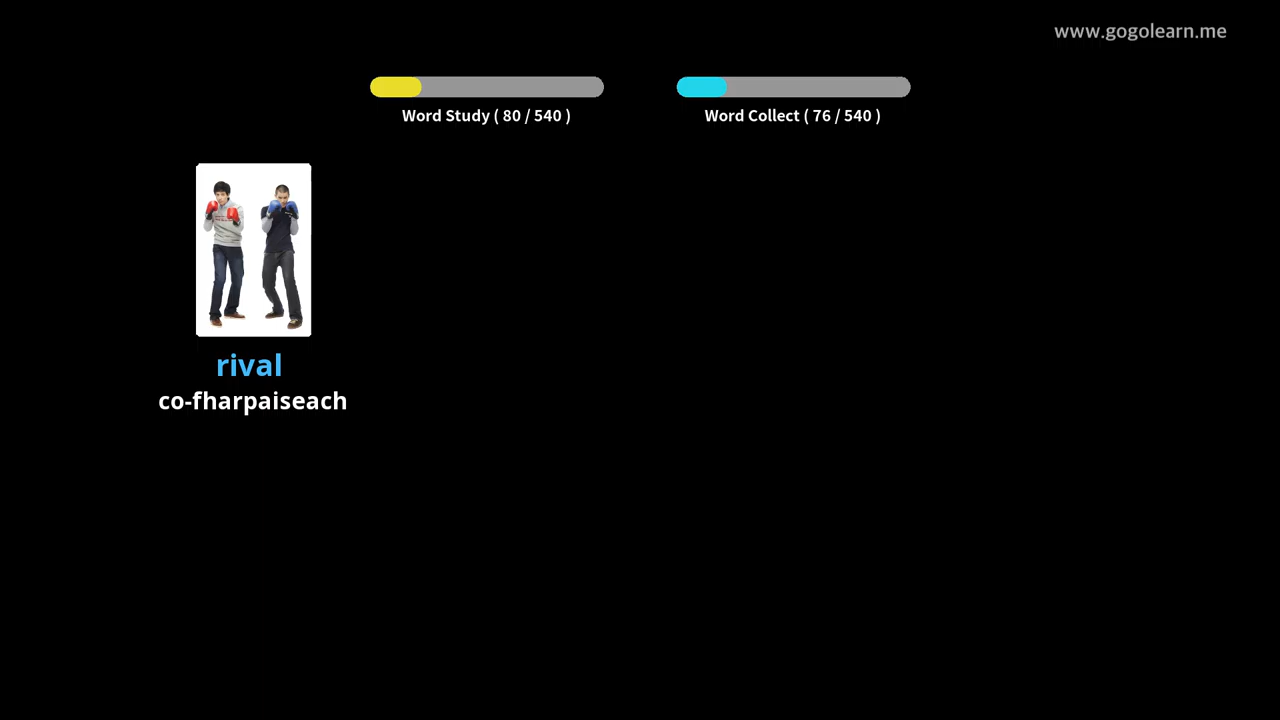 www.gogolearn.me
Word Study ( 80 / 540 )
Word Collect ( 76 / 540 )
rival
co-fharpaiseach